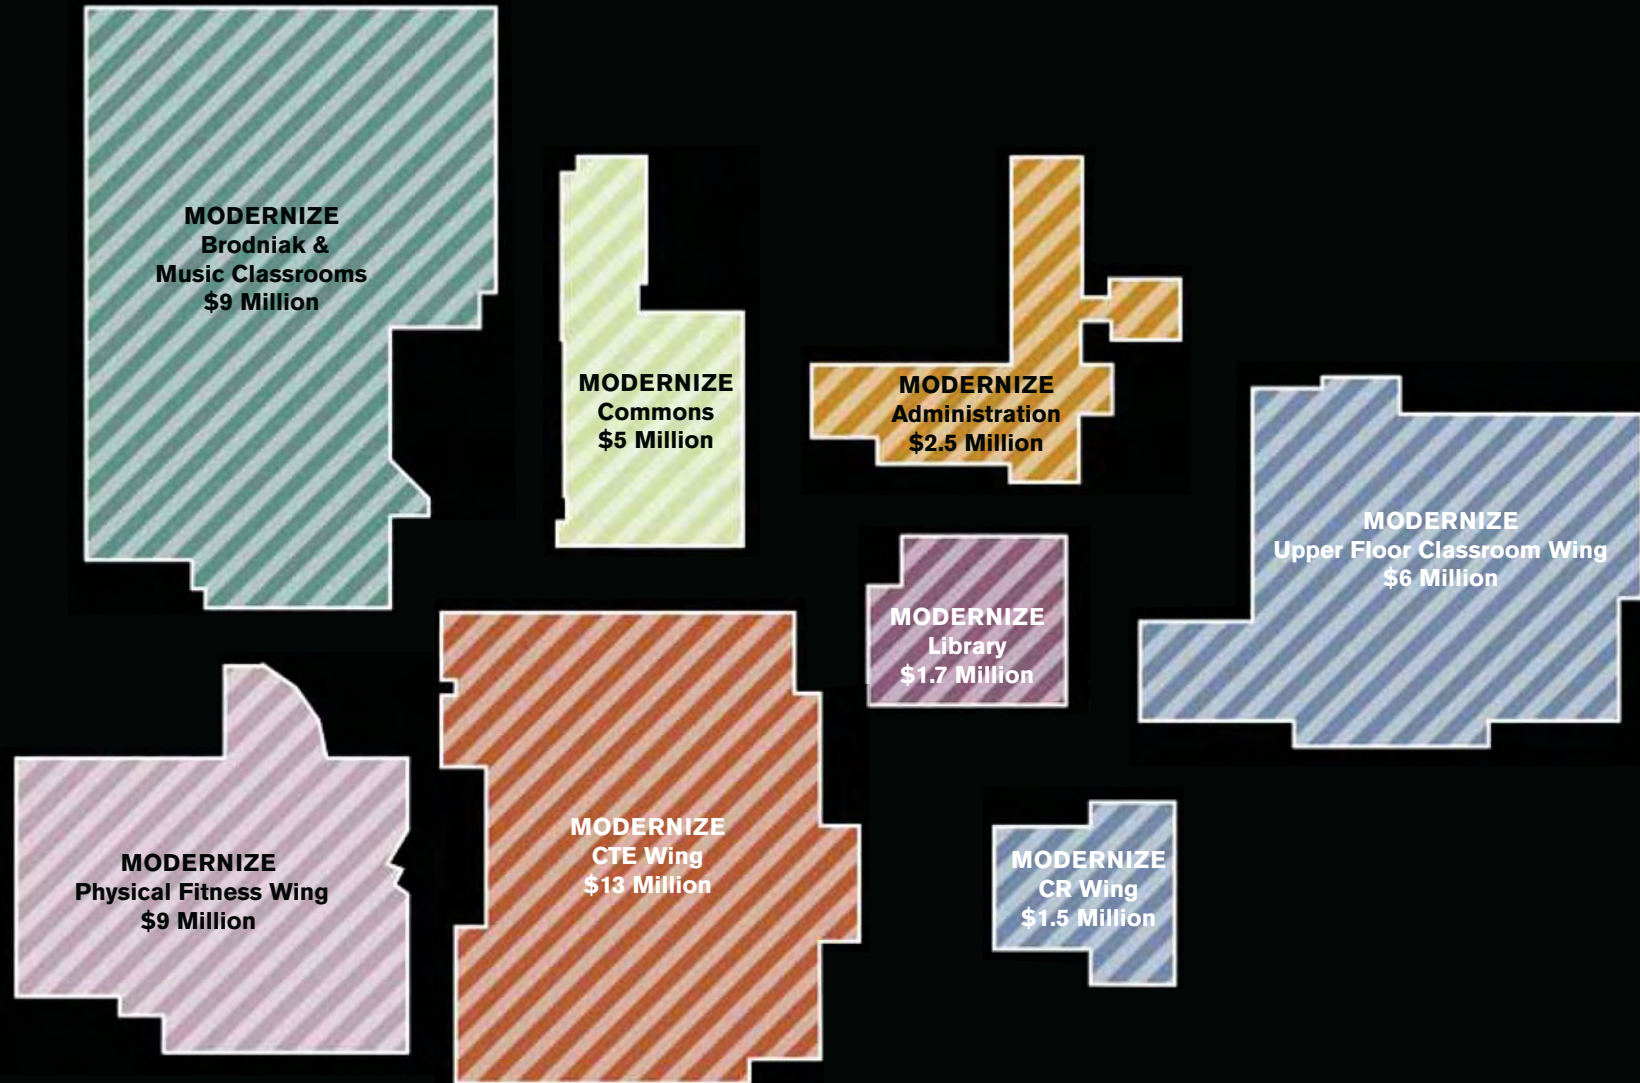 MODERNIZE
Brodniak &
Music Classrooms
$9 Million
MODERNIZE
Commons
$5 Million
MODERNIZE
Administration
$2.5 Million
MODERNIZE
Upper Floor Classroom Wing
$6 Million
MODERNIZE
Library
$1.7 Million
MODERNIZE
Physical Fitness Wing
$9 Million
MODERNIZE
CTE Wing
$13 Million
MODERNIZE
CR Wing
$1.5 Million